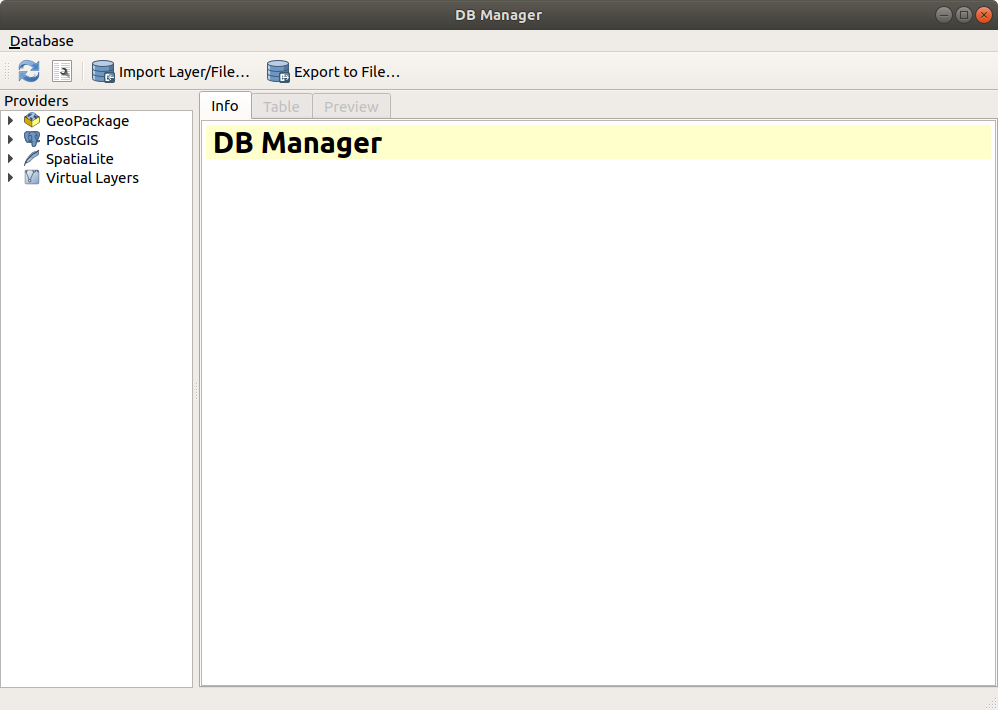 DB Manager
Database
Import Layer/File...
Export to File...
Providers
GeoPackage
PostGIS
SpatiaLite
Virtual Layers
Info
Table
Preview
DB Manager